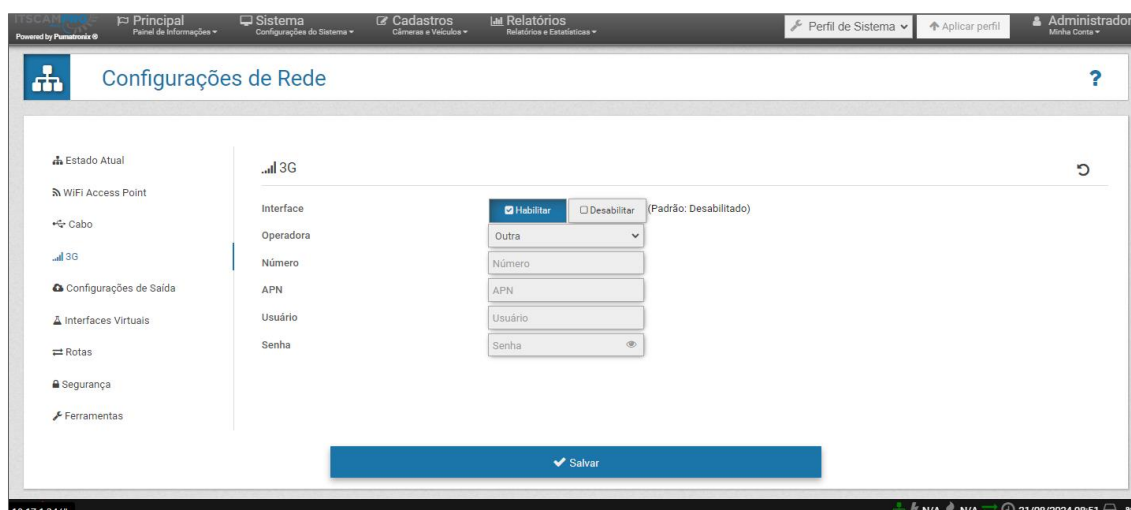 ITSCAMPRO Principal Sistema Cadastros Relatórios Perfil de Sistema Aplicar perfil Administrador
Powered by Pumatronix ® Painel de Informações Configurações do Sistema Câmeras e Veículos Relatórios e Estatísticas Minha Conta
Configurações de Rede ?
Estado Atual
WiFi Access Point
Cabo
3G
Configurações de Saída
Interfaces Virtuais
Rotas
Segurança
Ferramentas
3G
Interface Habilitar Desabilitar (Padrão: Desabilitado)
Operadora Outra
Número Número
APN APN
Usuário Usuário
Senha Senha
Salvar
N/A N/A